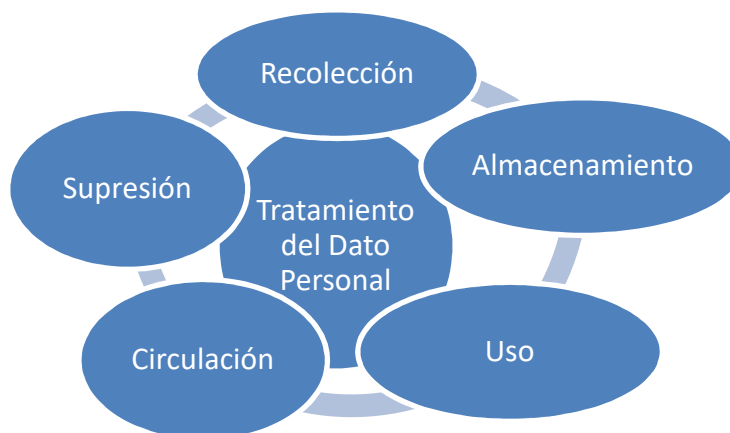 Recolección
Almacenamiento
Supresión
Tratamiento
del Dato
Personal
Circulación
Uso